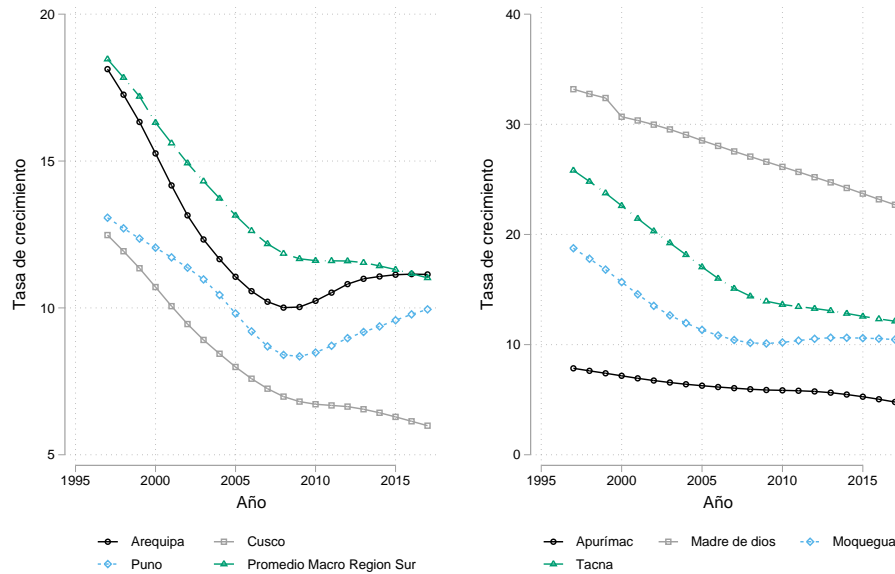 20
15
10
5
Tasa de crecimiento
1995 2000 2005 2010 2015
Año
Arequipa Cusco
Puno Promedio Macro Region Sur
40
30
20
10
0
Tasa de crecimiento
1995 2000 2005 2010 2015
Año
Apurímac Madre de dios Moquegua
Tacna